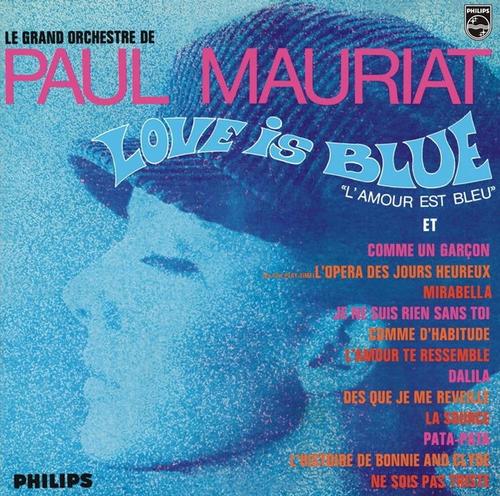 PHILIPS
LE GRAND ORCHESTRE DE
PAUL MAURIAT
LOVE iS BLUE
«L'AMOUR EST BLEU»
ET
COMME UN GARÇON
L'OPERA DES JOURS HEUREUX
MIRABELLA
JE NE SUIS RIEN SANS TOI
COMME D'HABITUDE
L'AMOUR TE RESSEMBLE
DALILA
DES QUE JE ME REVEILLE
LA SOURCE
PATA-PATA
L'HISTOIRE DE BONNIE AND CLYDE
NE SOIS PAS TRISTE
PHILIPS